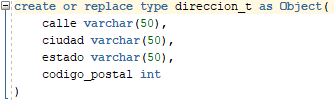 create or replace type direccion_t as Object(
calle varchar(50),
ciudad varchar(50),
estado varchar(50),
codigo_postal int
)